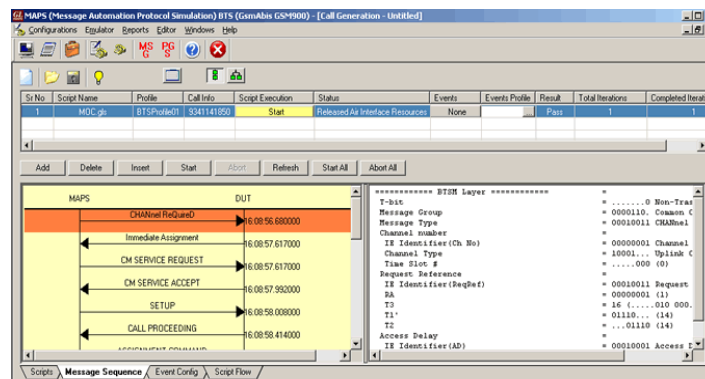 MAPS (Message Automation Protocol Simulation) BTS (GsmAbis GSM900) - [Call Generation - Untitled]
Configurations Emulator Reports Editor Windows Help
MS G PG S
Sr No Script Name Profile Call Info Script Execution Status Events Events Profile Result Total Iterations Completed Iterati
1 MOC.gls BTSProfile01 9341141850 Start Released Air Interface Resources None ... Pass 1 1
Add Delete Insert Start Abort Refresh Start All Abort All
MAPS DUT
CHANnel ReQuireD
16:08:56.680000
Immediate Assignment
16:08:57.617000
CM SERVICE REQUEST
16:08:57.617000
CM SERVICE ACCEPT
16:08:57.992000
SETUP
16:08:58.008000
CALL PROCEEDING
16:08:58.414000
ASSIGNMENT COMMAND
============ BTSM Layer ============ =
T-bit = .......0 Non-Tras
Message Group = 0000110. Common C
Message Type = 00010011 CHANnel
Channel number =
IE Identifier(Ch No) = 00000001 Channel
Channel Type = 10001... Uplink C
Time Slot # = .....000 (0)
Request Reference =
IE Identifier(ReqRef) = 00010011 Request
RA = 00000001 (1)
T3 = 16 (.....010 000.
T1' = 01110... (14)
T2 = ...01110 (14)
Access Delay =
IE Identifier(AD) = 00010001 Access D
Scripts Message Sequence Event Config Script Flow